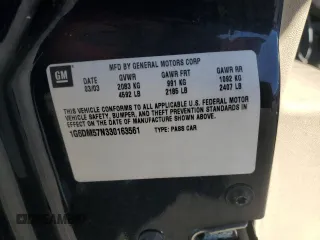 GM
MFD BY GENERAL MOTORS CORP
DATE GVWR GAWR FRT GAWR RR
03/03 2083 KG 991 KG 1092 KG
4592 LB 2185 LB 2407 LB
THIS VEHICLE CONFORMS TO ALL APPLICABLE U.S. FEDERAL MOTOR
VEHICLE SAFETY, BUMPER, AND THEFT PREVENTION STANDARDS IN
EFFECT ON THE DATE OF MANUFACTURE SHOWN ABOVE.
1G6DM57N330163561 TYPE: PASS CAR